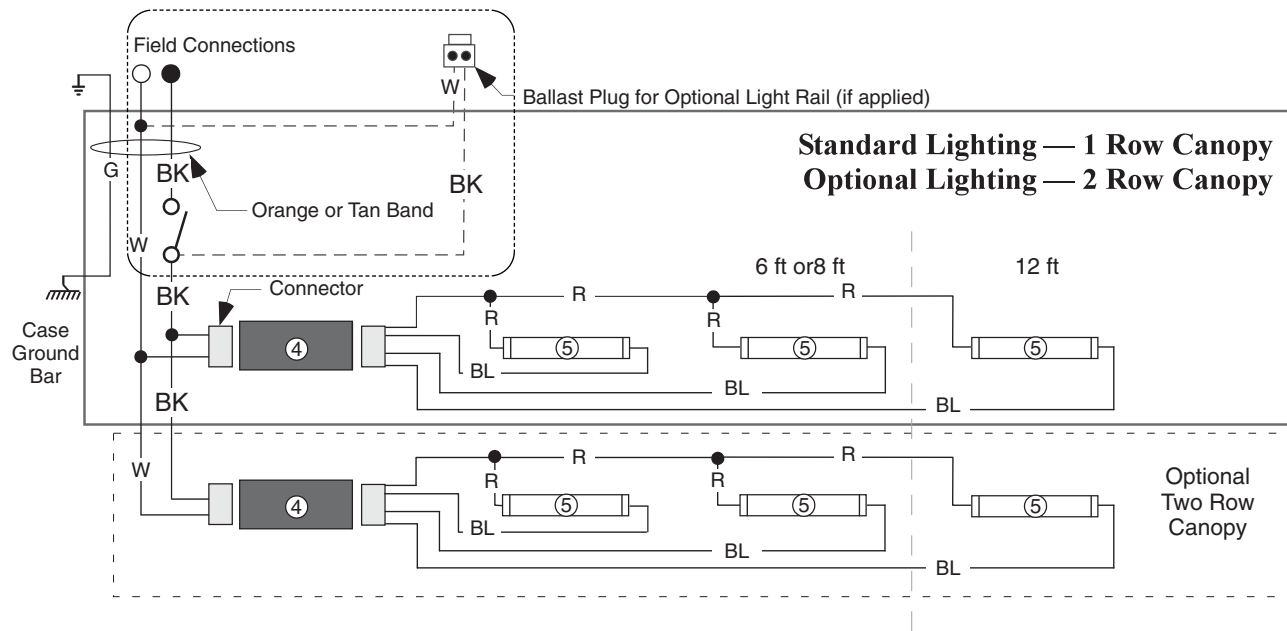 Field Connections
W
Ballast Plug for Optional Light Rail (if applied)
Standard Lighting — 1 Row Canopy
Optional Lighting — 2 Row Canopy
G
BK
BK
Orange or Tan Band
W
6 ft or8 ft
12 ft
BK
Connector
R
R
Case
Ground
Bar
R
R
4
5
5
5
BL
BL
BL
BK
W
R
R
R
R
4
5
5
5
BL
BL
BL
Optional
Two Row
Canopy